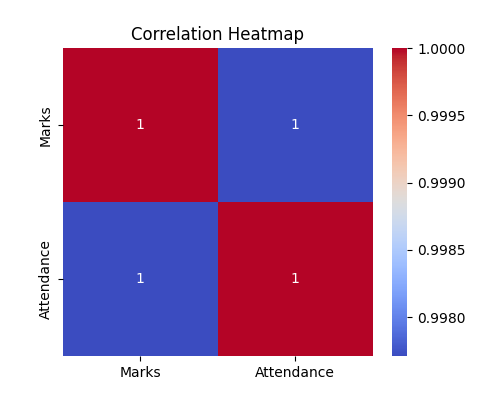 Correlation Heatmap
Marks
1
1
Attendance
1
1
Marks
Attendance
1.0000
0.9995
0.9990
0.9985
0.9980